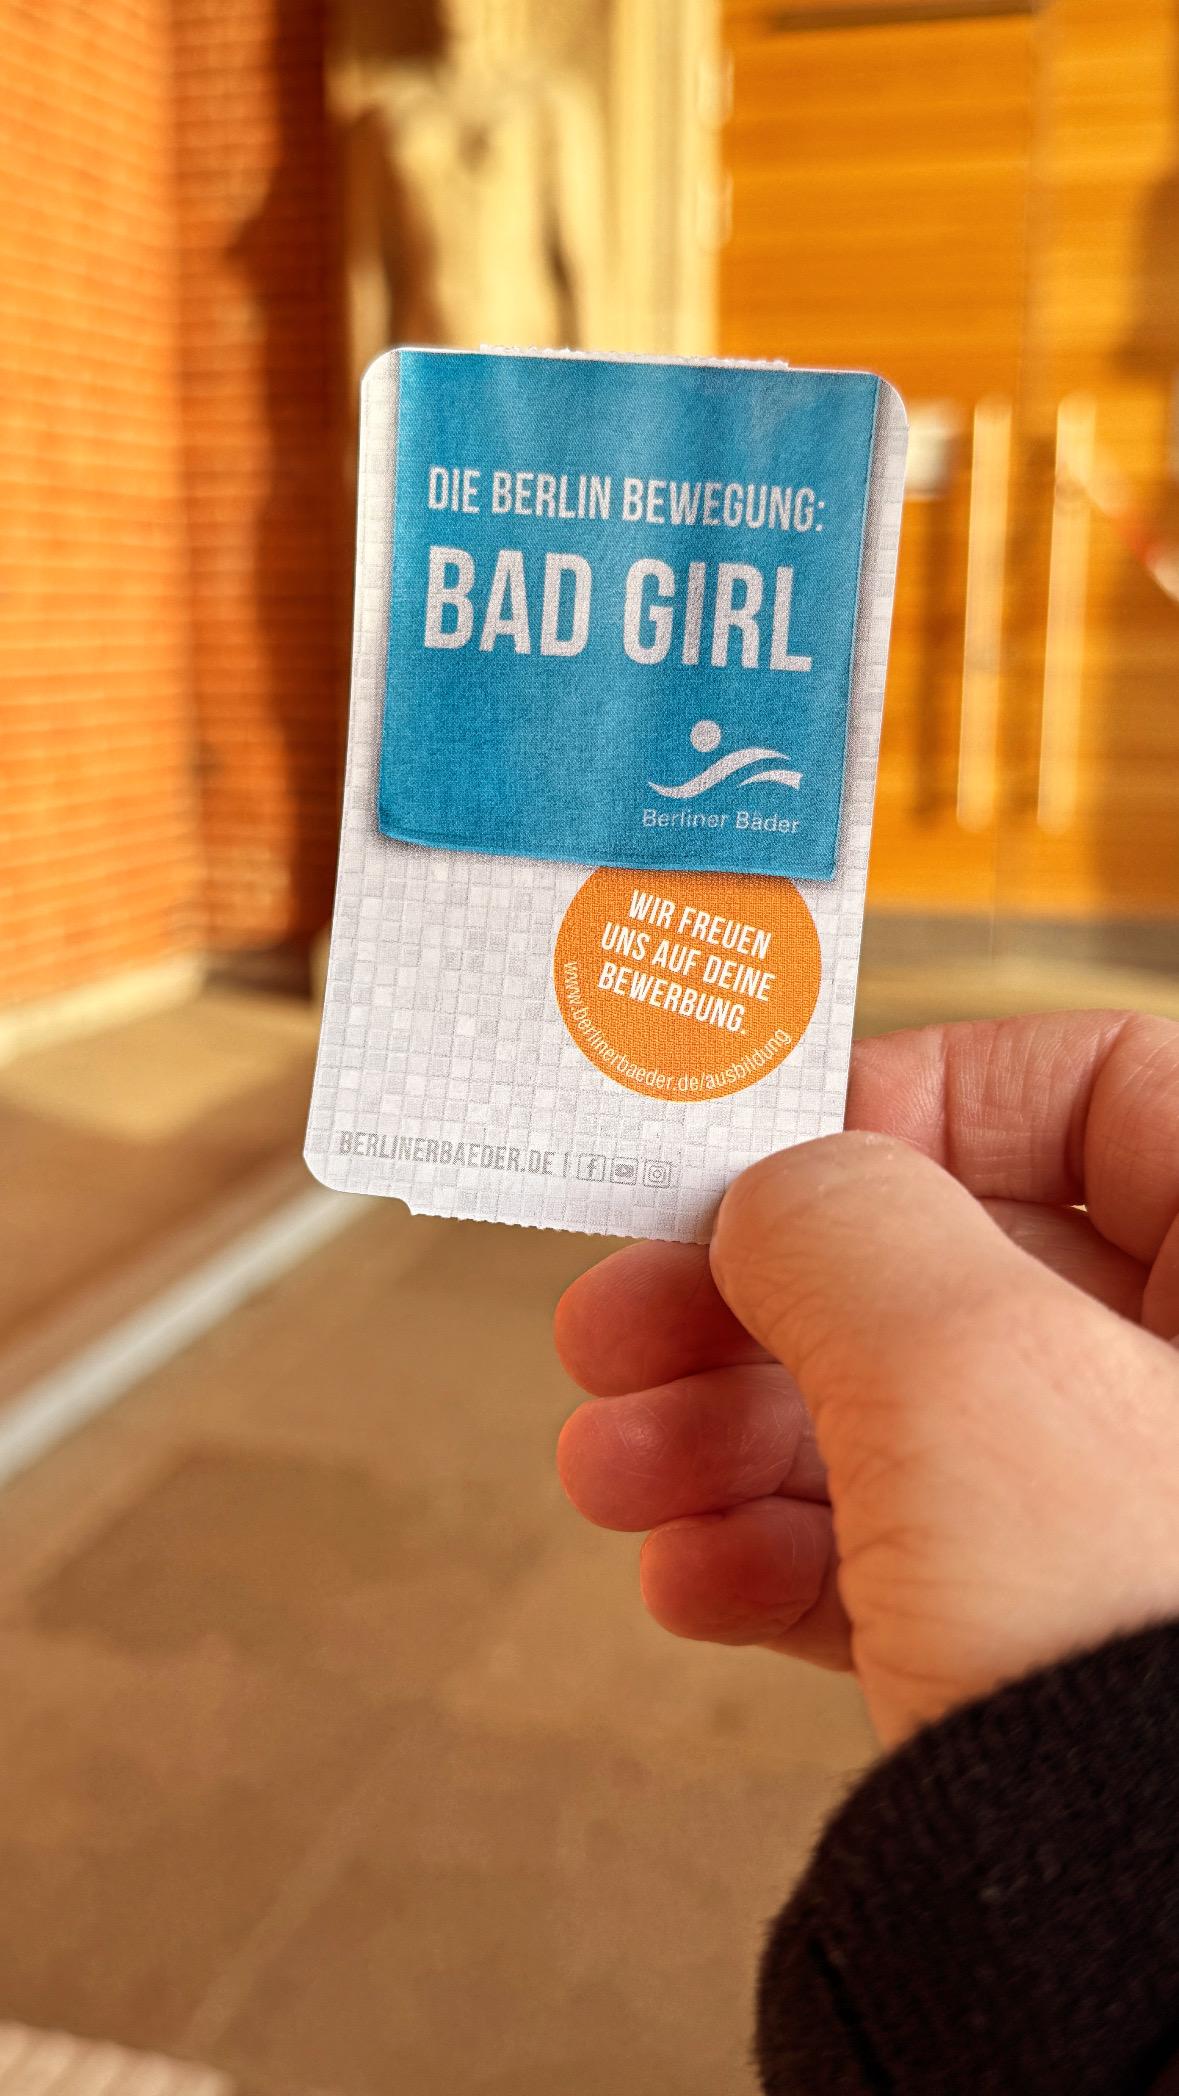 DIE BERLIN BEWEGUNG:
BAD GIRL
Berliner Bäder
WIR FREUEN
UNS AUF DEINE
BEWERBUNG.
www.berlinerbaeder.de/ausbildung
BERLINERBAEDER.DE |